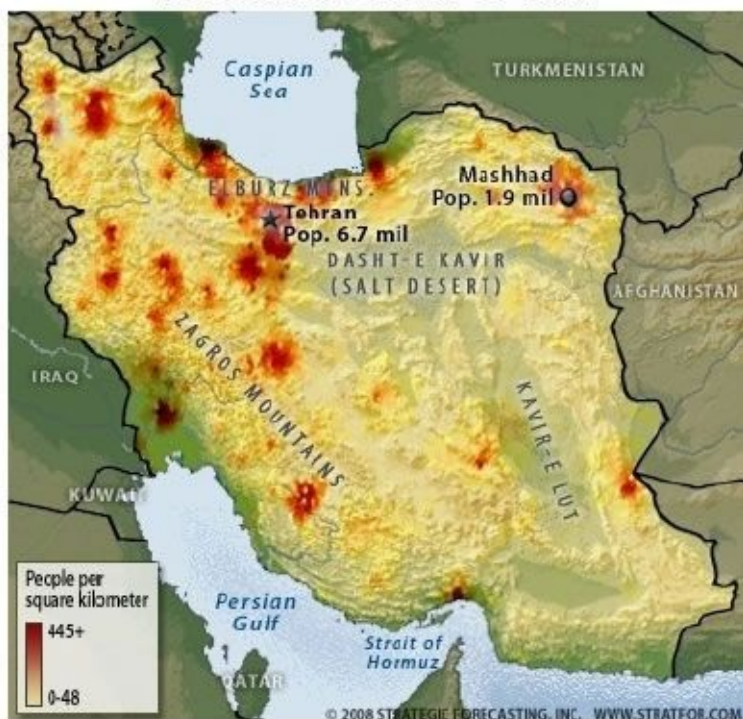 Caspian
Sea
TURKMENISTAN
ELBURZ MTNS.
Mashhad
Pop. 1.9 mil
Tehran
Pop. 6.7 mil
DASHT-E KAVIR
(SALT DESERT)
AFGHANISTAN
IRAQ
ZAGROS MOUNTAINS
KAVIR-E LUT
KUWAIT
People per
square kilometer
445+
0-48
Persian
Gulf
Strait of
Hormuz
QATAR
© 2008 STRATEGIC FORECASTING, INC. WWW.STRATFOR.COM